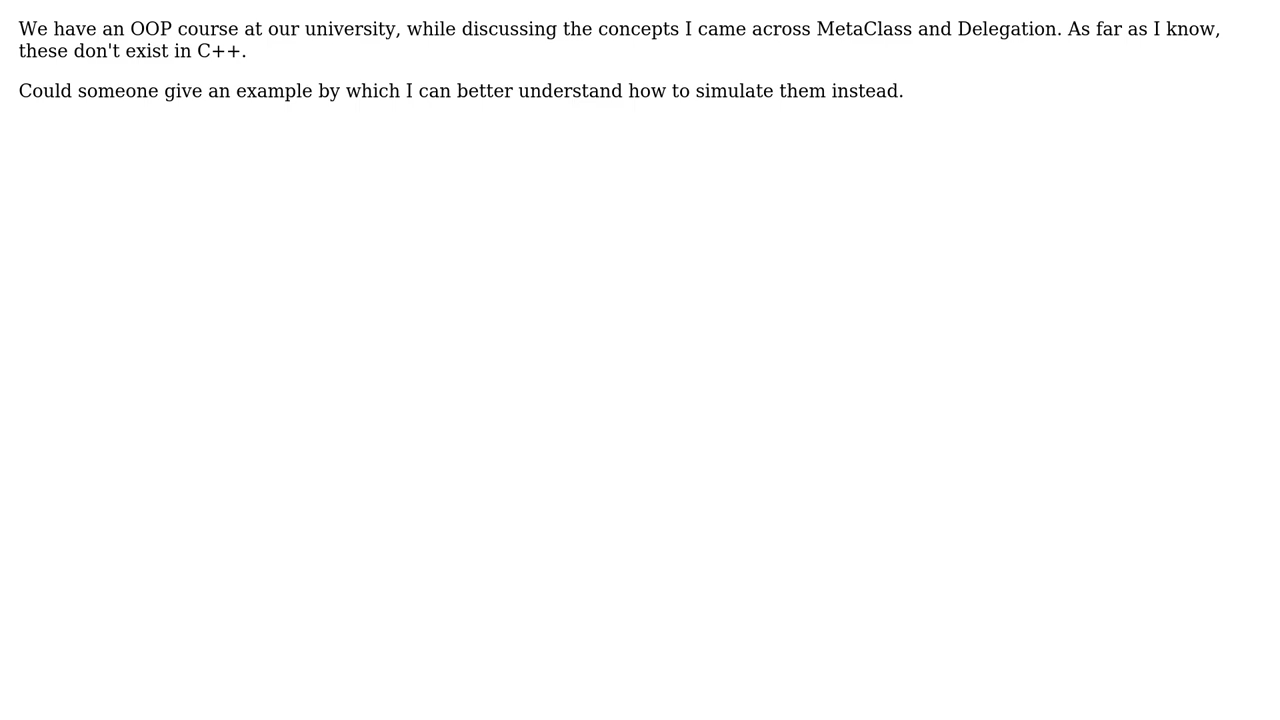 We have an OOP course at our university, while discussing the concepts I came across MetaClass and Delegation. As far as I know,
these don't exist in C++.
Could someone give an example by which I can better understand how to simulate them instead.